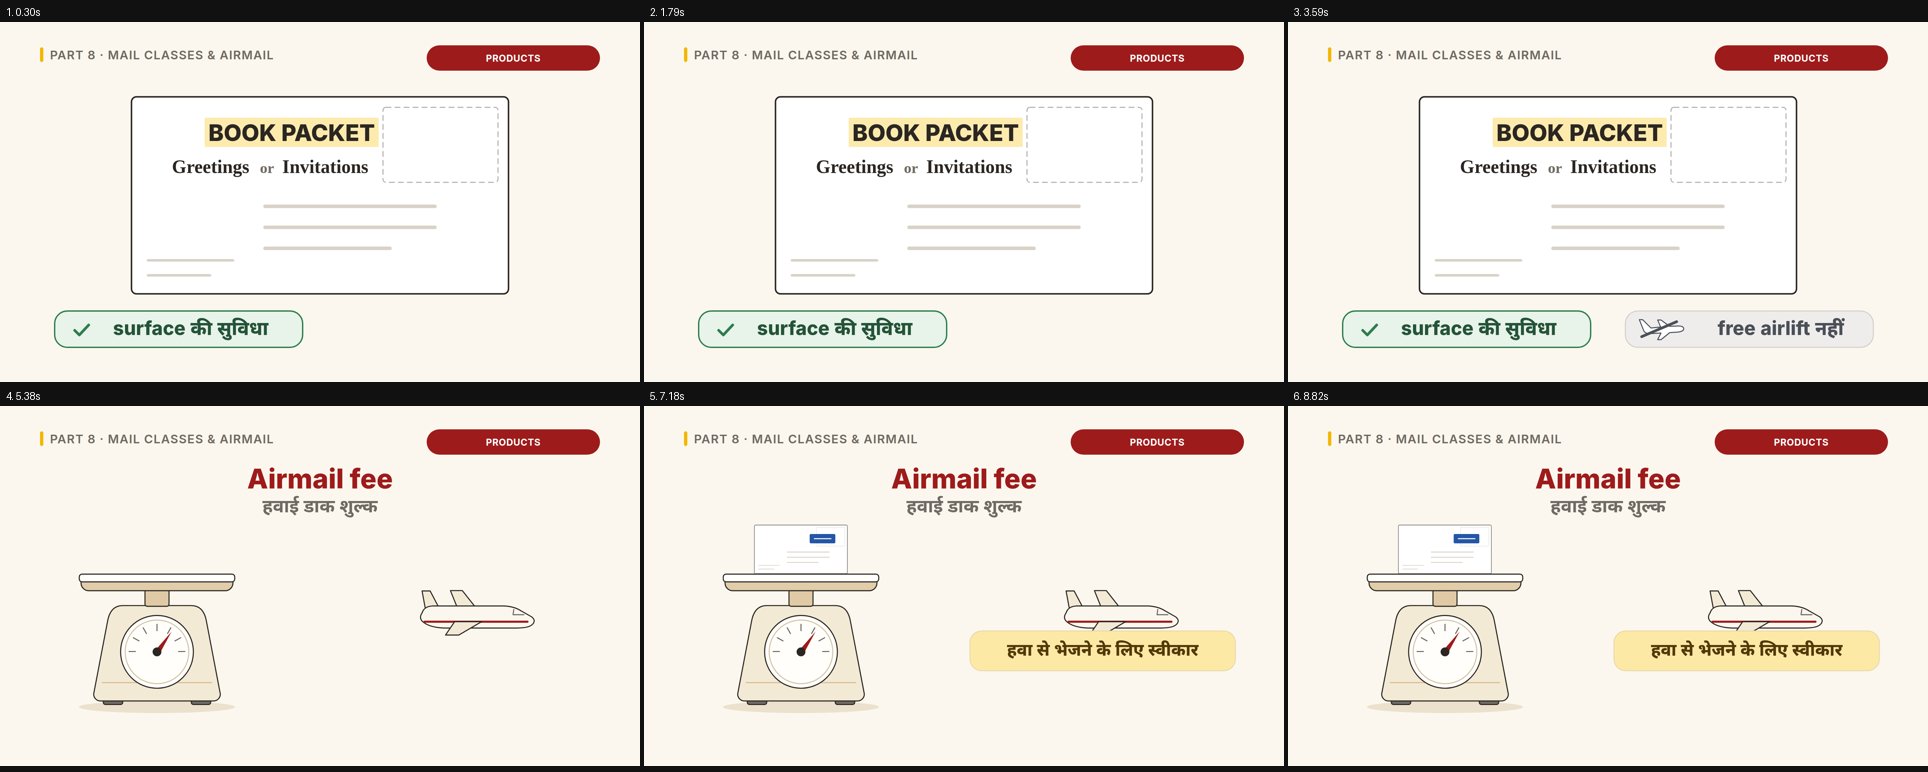 1. 0.30s
PART 8 · MAIL CLASSES & AIRMAIL
PRODUCTS
BOOK PACKET
Greetings or Invitations
surface की सुविधा
2. 1.79s
PART 8 · MAIL CLASSES & AIRMAIL
PRODUCTS
BOOK PACKET
Greetings or Invitations
surface की सुविधा
3. 3.59s
PART 8 · MAIL CLASSES & AIRMAIL
PRODUCTS
BOOK PACKET
Greetings or Invitations
surface की सुविधा
free airlift नहीं
4. 5.38s
PART 8 · MAIL CLASSES & AIRMAIL
PRODUCTS
Airmail fee
हवाई डाक शुल्क
5. 7.18s
PART 8 · MAIL CLASSES & AIRMAIL
PRODUCTS
Airmail fee
हवाई डाक शुल्क
हवा से भेजने के लिए स्वीकार
6. 8.82s
PART 8 · MAIL CLASSES & AIRMAIL
PRODUCTS
Airmail fee
हवाई डाक शुल्क
हवा से भेजने के लिए स्वीकार